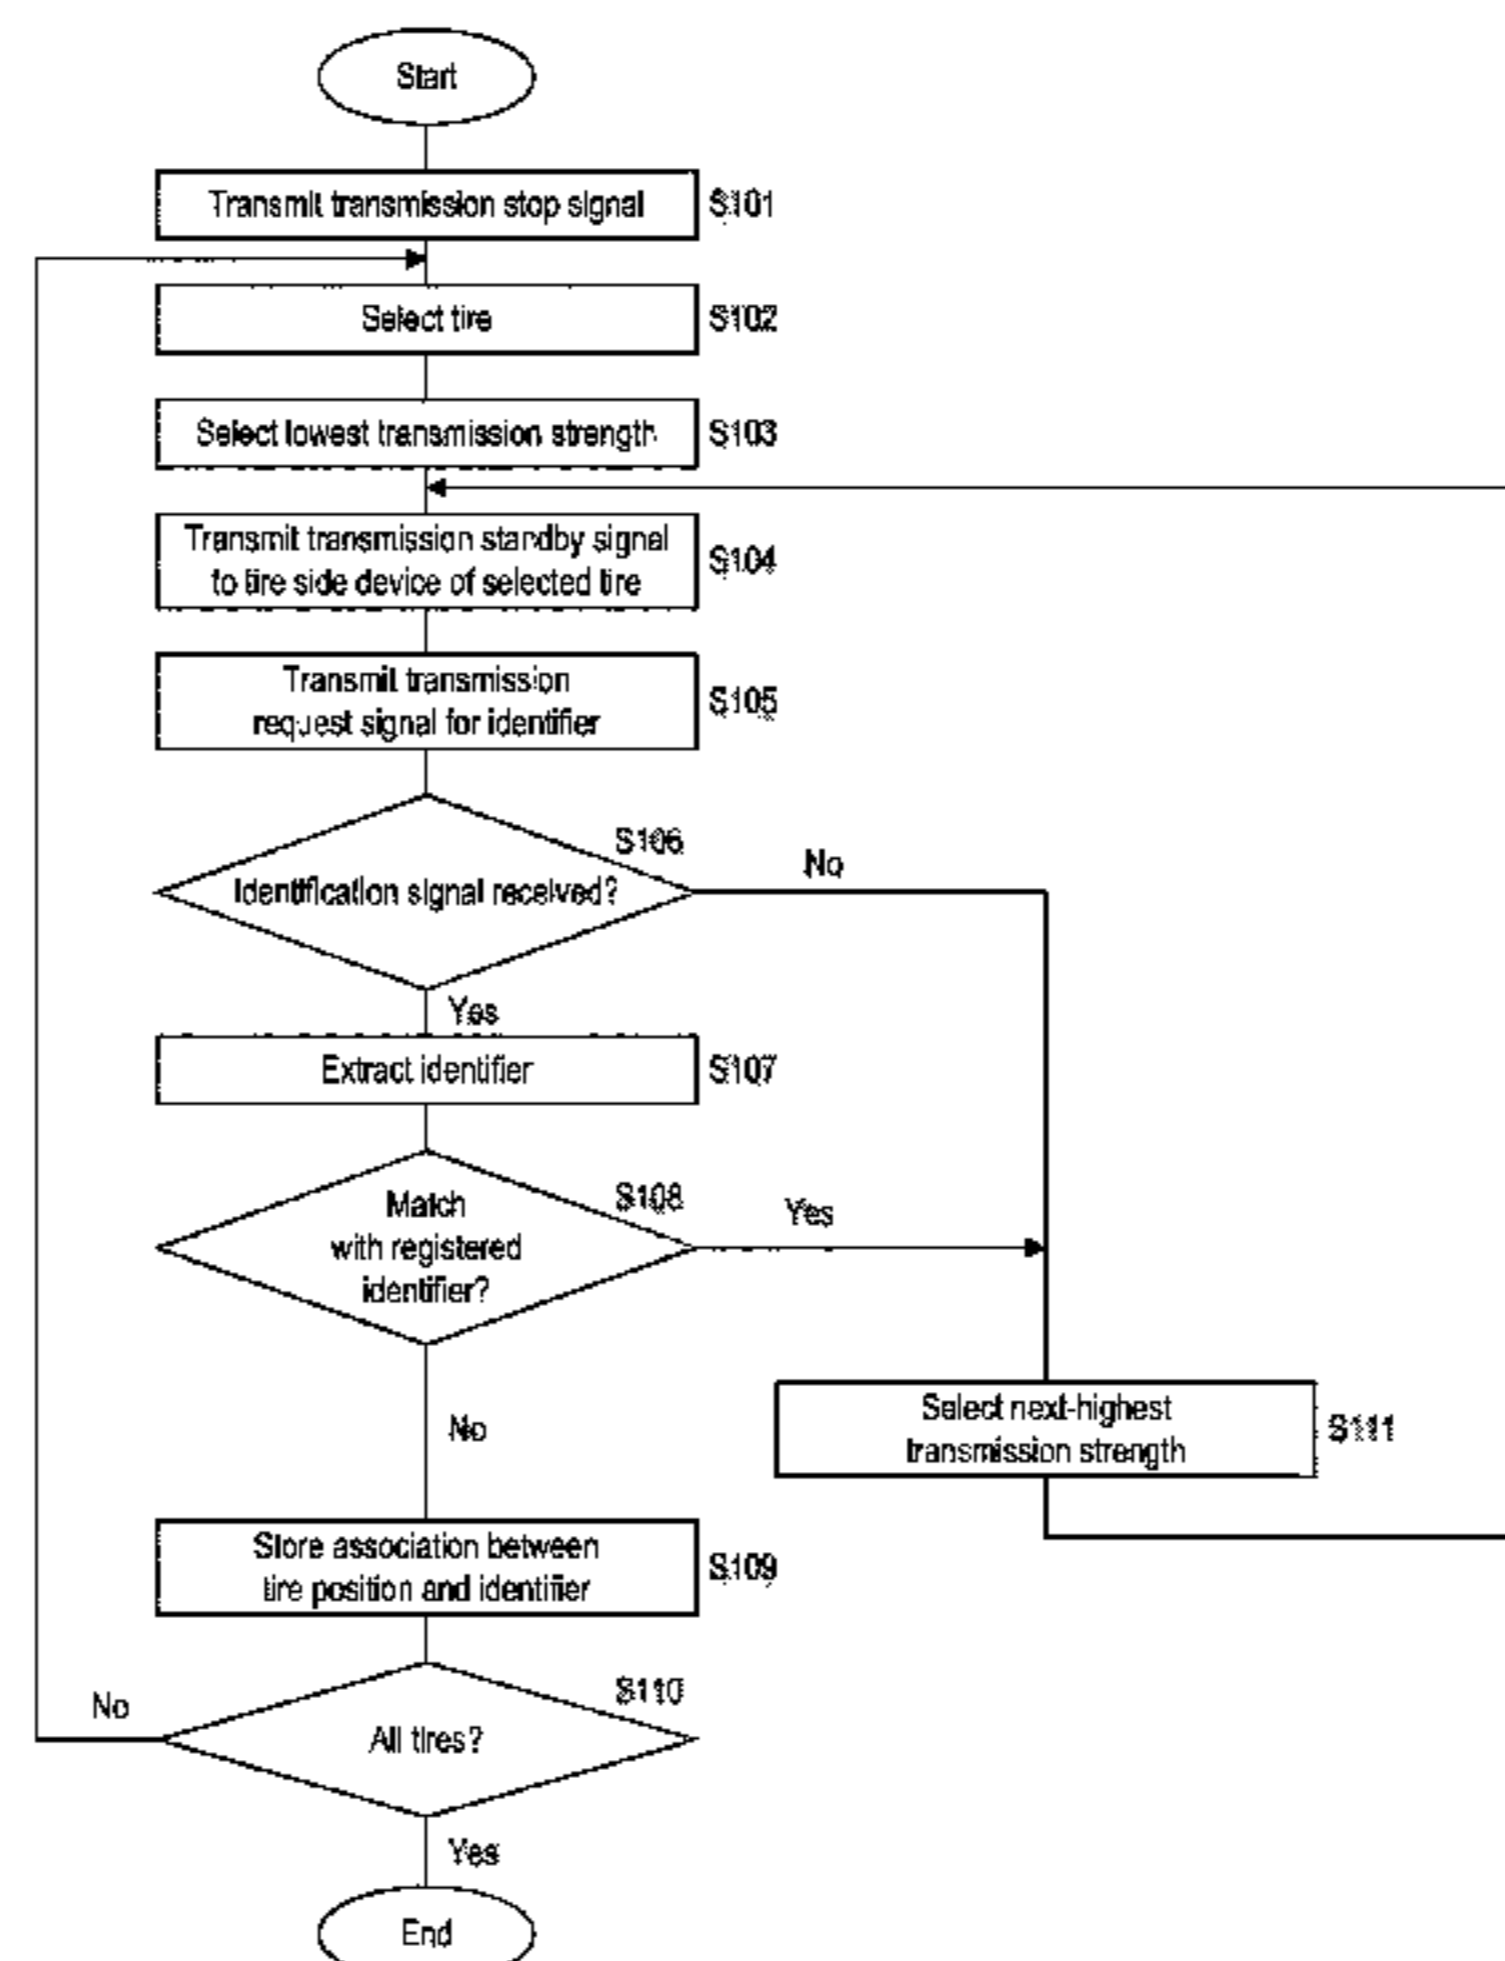 Start
Transmit transmission stop signal
S101
Select tire
S102
Select lowest transmission strength
S103
Transmit transmission standby signal
to tire side device of selected tire
S104
Transmit transmission
request signal for identifier
S105
S106
Identification signal received?
No
Yes
Extract identifier
S107
S108
Match
with registered
identifier?
Yes
No
Select next-highest
transmission strength
S111
Store association between
tire position and identifier
S109
S110
All tires?
No
Yes
End